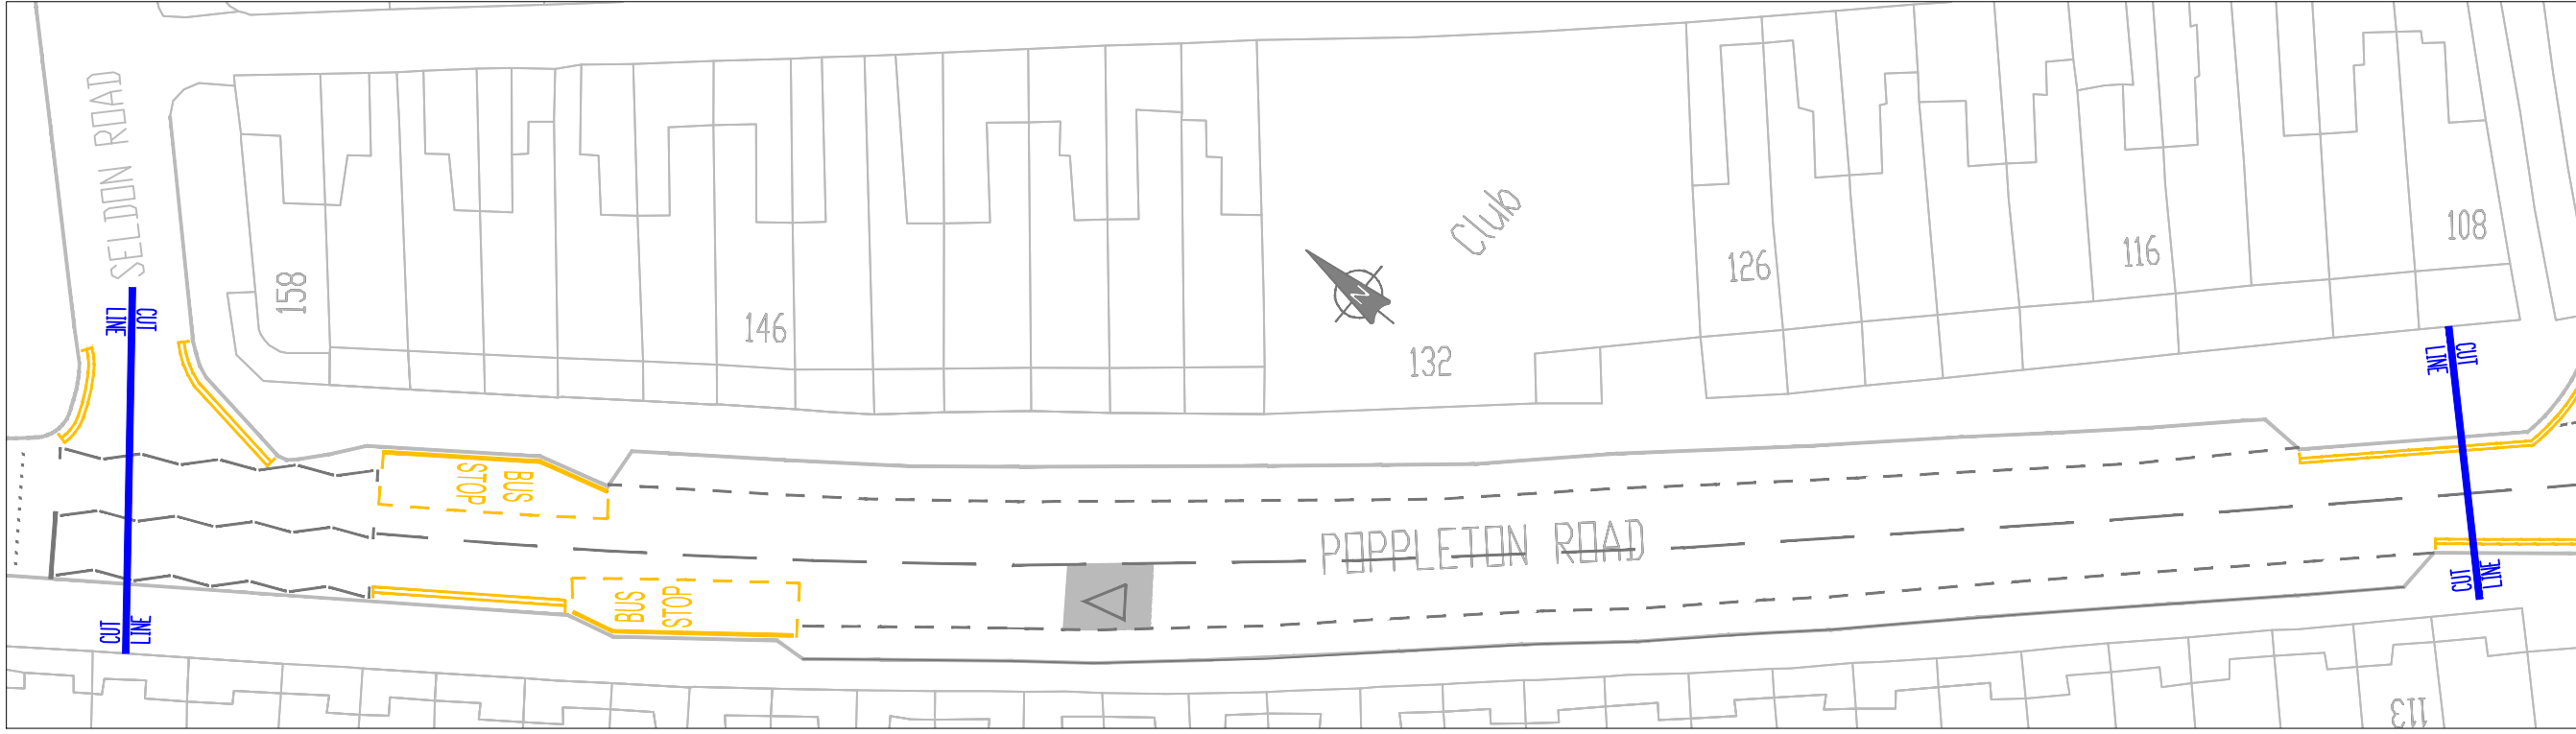 SELDON ROAD
CUT
LINE
CUT
LINE
158
146
Club
N
132
126
116
108
CUT
LINE
CUT
LINE
BUS
STOP
BUS
STOP
POPPLETON ROAD
113